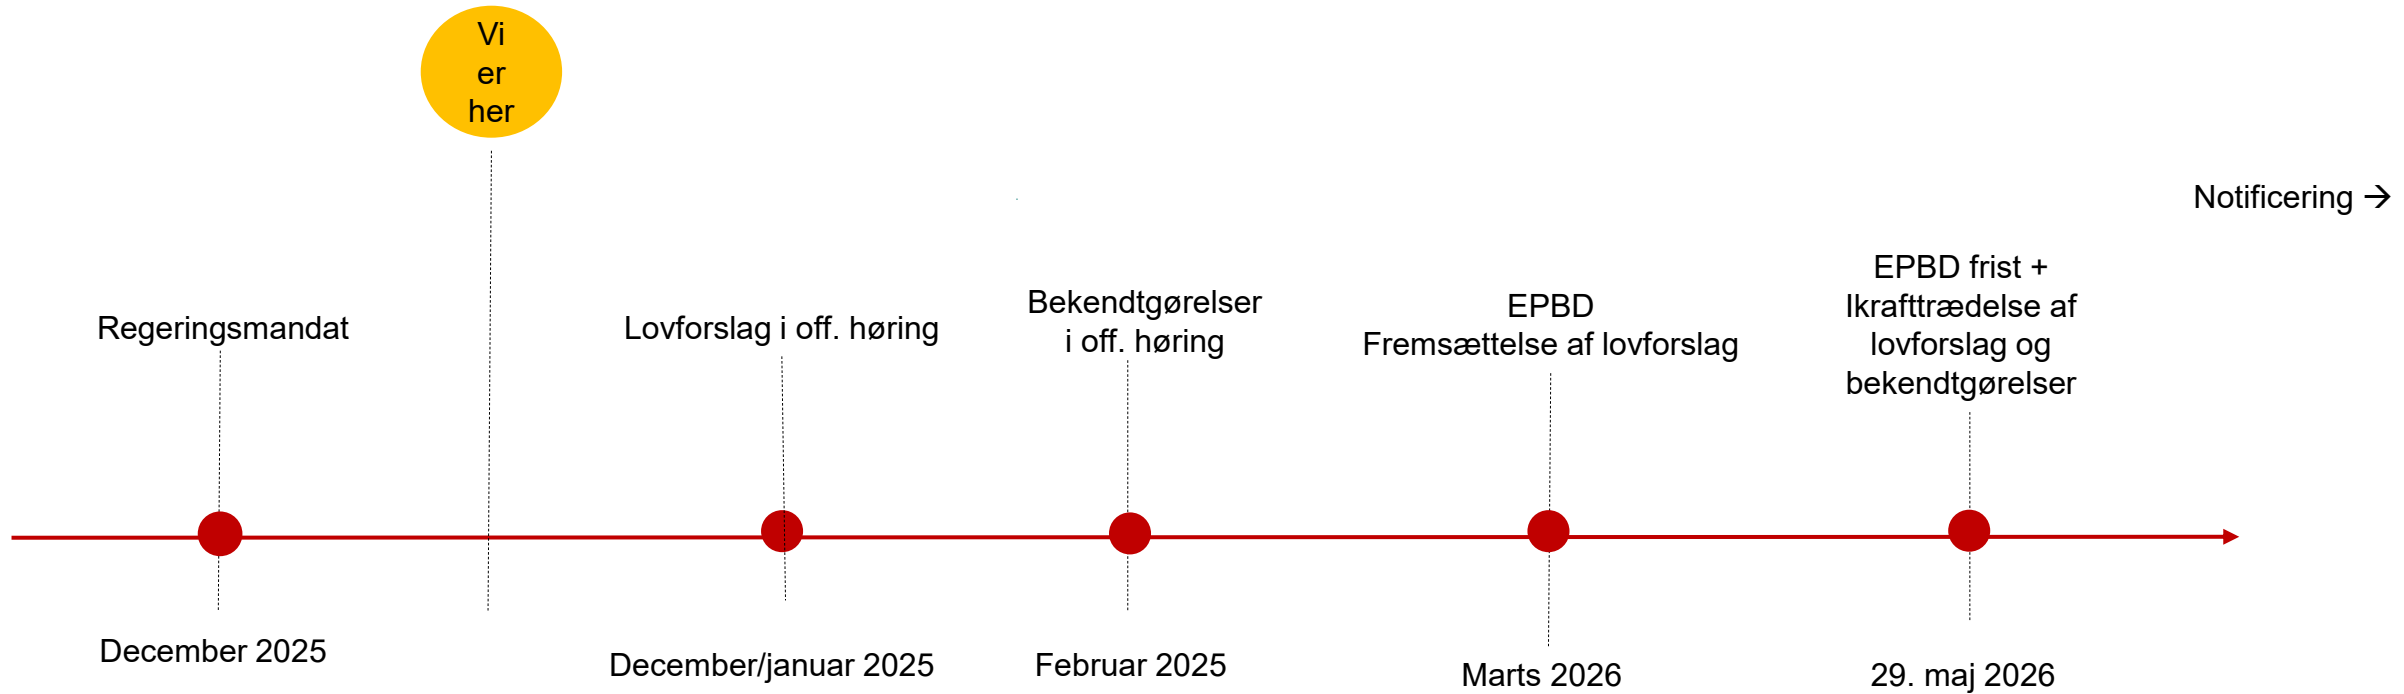 Vi
er
her
Notificering →
Regeringsmandat
Lovforslag i off. høring
Bekendtgørelser
i off. høring
EPBD
Fremsættelse af lovforslag
EPBD frist +
Ikrafttrædelse af
lovforslag og
bekendtgørelser
December 2025
December/januar 2025
Februar 2025
Marts 2026
29. maj 2026